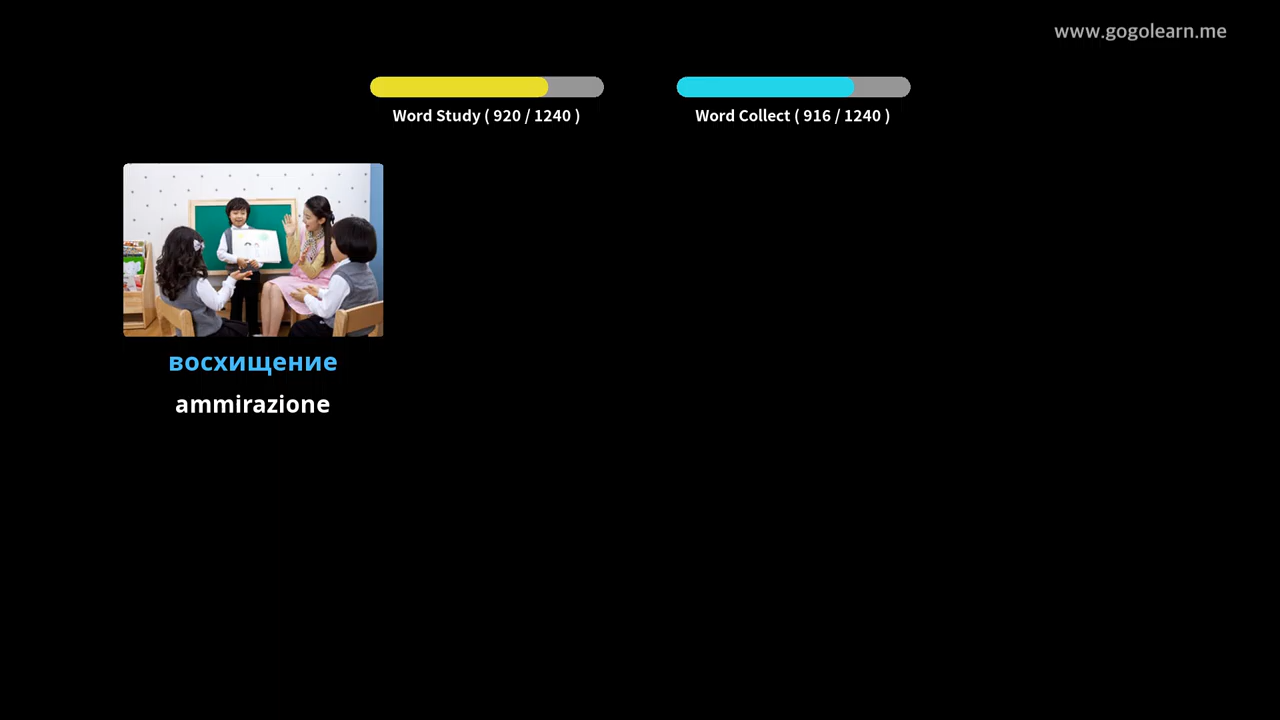 www.gogolearn.me
Word Study ( 920 / 1240 )
Word Collect ( 916 / 1240 )
восхищение
ammirazione